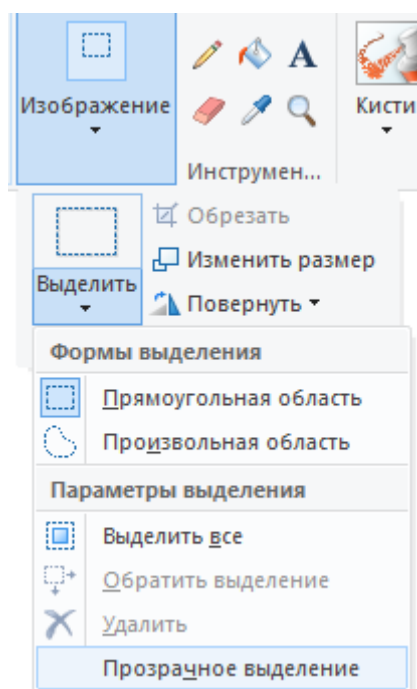 Изображение
Кисти
Инструмен...
Обрезать
Изменить размер
Выделить
Повернуть
Формы выделения
Прямоугольная область
Произвольная область
Параметры выделения
Выделить все
Обратить выделение
Удалить
Прозрачное выделение